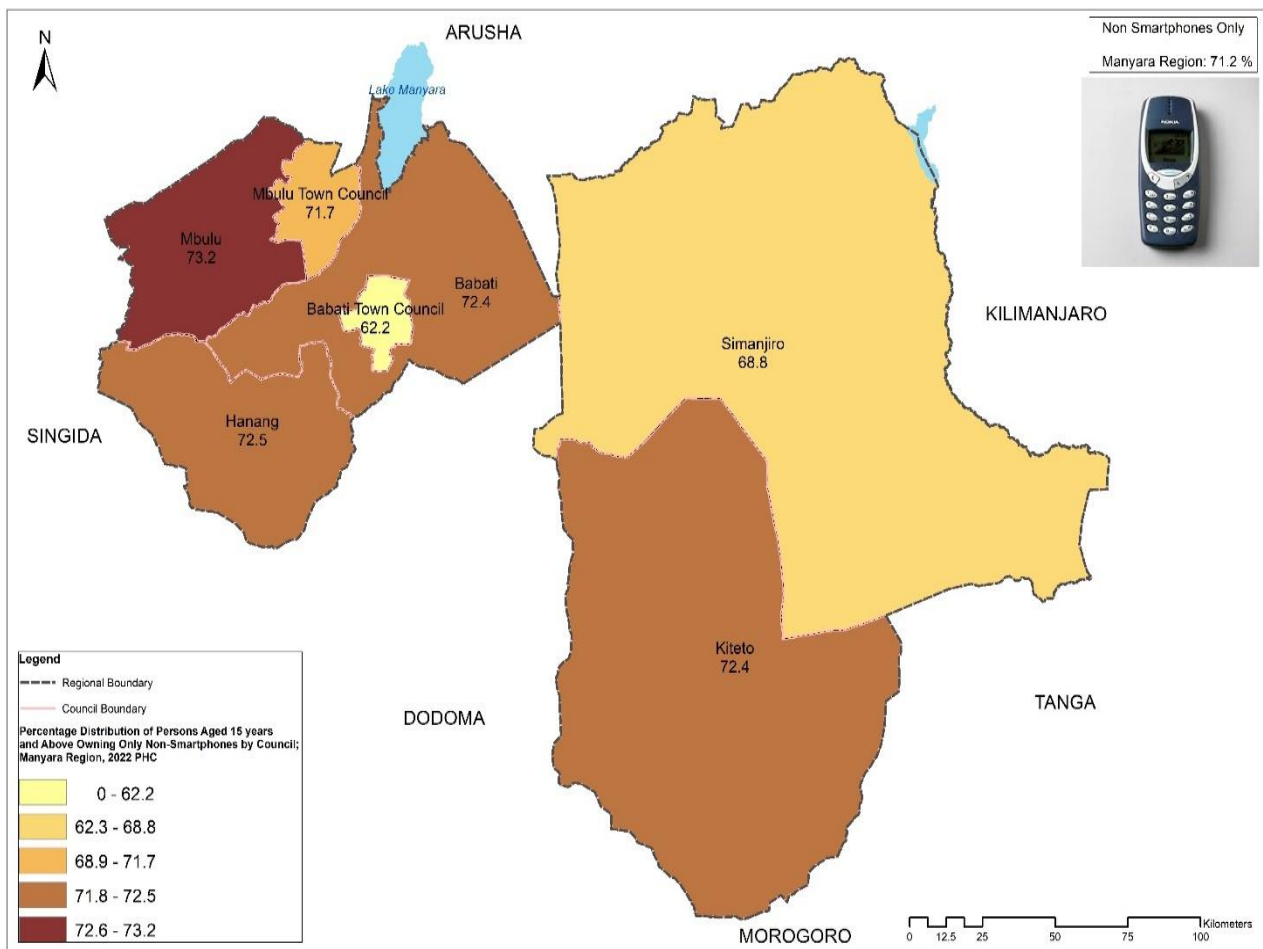 N
ARUSHA
Non Smartphones Only
Manyara Region: 71.2 %
NOKIA
Lake Manyara
Mbulu Town Council
71.7
Mbulu
73.2
Babati
72.4
Babati Town Council
62.2
KILIMANJARO
Simanjiro
68.8
Hanang
72.5
SINGIDA
Kiteto
72.4
DODOMA
TANGA
MOROGORO
Legend
Regional Boundary
Council Boundary
Percentage Distribution of Persons Aged 15 years
and Above Owning Only Non-Smartphones by Council;
Manyara Region, 2022 PHC
0 - 62.2
62.3 - 68.8
68.9 - 71.7
71.8 - 72.5
72.6 - 73.2
Kilometers
0 12.5 25 50 75 100